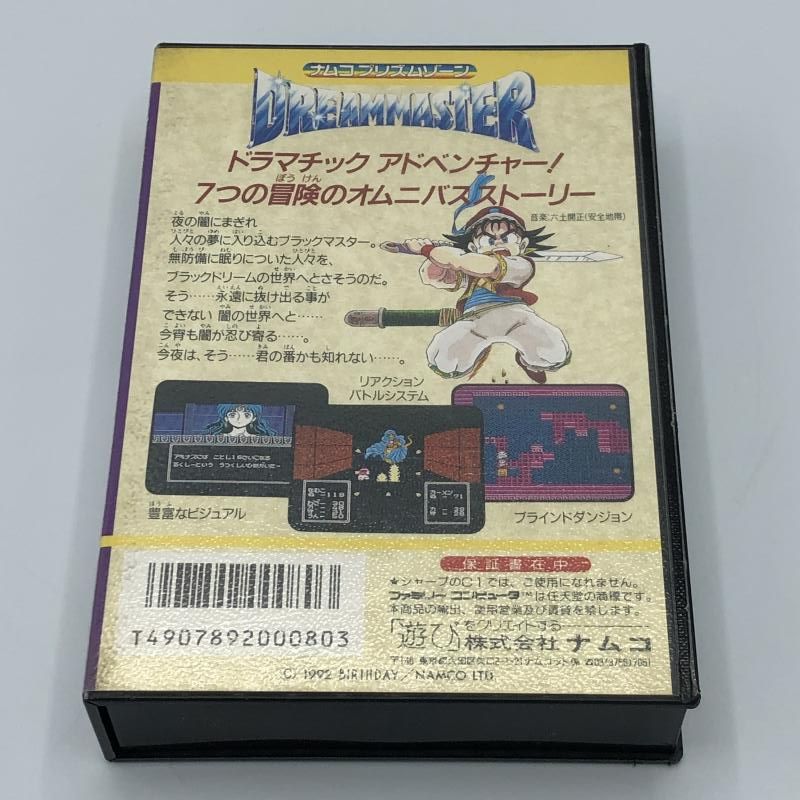 ナムコプリズムゾーン
DREAMMASTER
ドラマチック アドベンチャー!
7つの冒険のオムニバスストーリー
ぼうけん
音楽:六土開正(安全地帯)
夜の闇にまぎれ
人々の夢に入り込むブラックマスター。
無防備に眠りについた人々を、
ブラックドリームの世界へとさそうのだ。
そう……永遠に抜け出る事が
できない 闇の世界へと……
今宵も闇が忍び寄る……。
今夜は、そう……君の番かも知れない……。
リアクション
バトルシステム
豊富なビジュアル
ブラインドダンジョン
保証書在中
T4907892000803
★シャープのC1では、ご使用になれません。
ファミリーコンピュータ™は任天堂の商標です。
本商品の輸出、使用営業及び賃貸を禁じます。
「遊び」をクリエイトする
株式会社ナムコ
(C) 1992 BIRTHDAY/NAMCO LTD